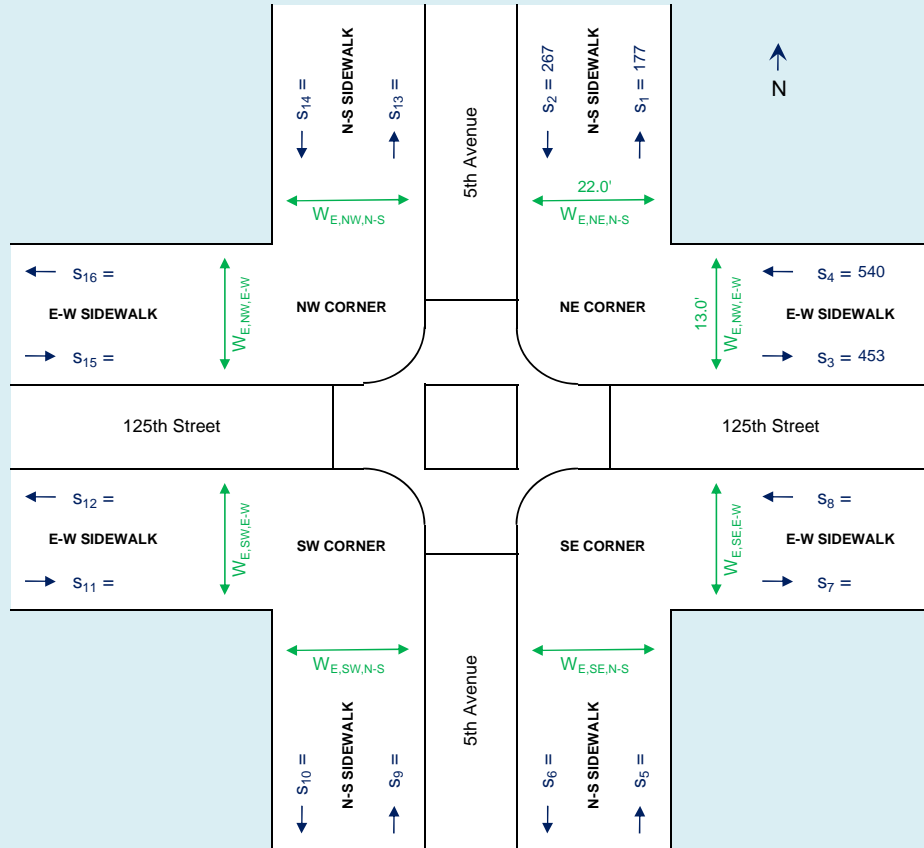 S14 =
N-S SIDEWALK
S13 =
5th Avenue
S2 = 267
N-S SIDEWALK
S1 = 177
N
WE,NW,N-S
22.0'
WE,NE,N-S
S16 =
E-W SIDEWALK
S15 =
WE,NW,E-W
NW CORNER
NE CORNER
13.0'
WE,NW,E-W
S4 = 540
E-W SIDEWALK
S3 = 453
125th Street
125th Street
S12 =
E-W SIDEWALK
S11 =
WE,SW,E-W
SW CORNER
SE CORNER
WE,SE,E-W
S8 =
E-W SIDEWALK
S7 =
WE,SW,N-S
WE,SE,N-S
S10 =
N-S SIDEWALK
S9 =
5th Avenue
S6 =
N-S SIDEWALK
S5 =